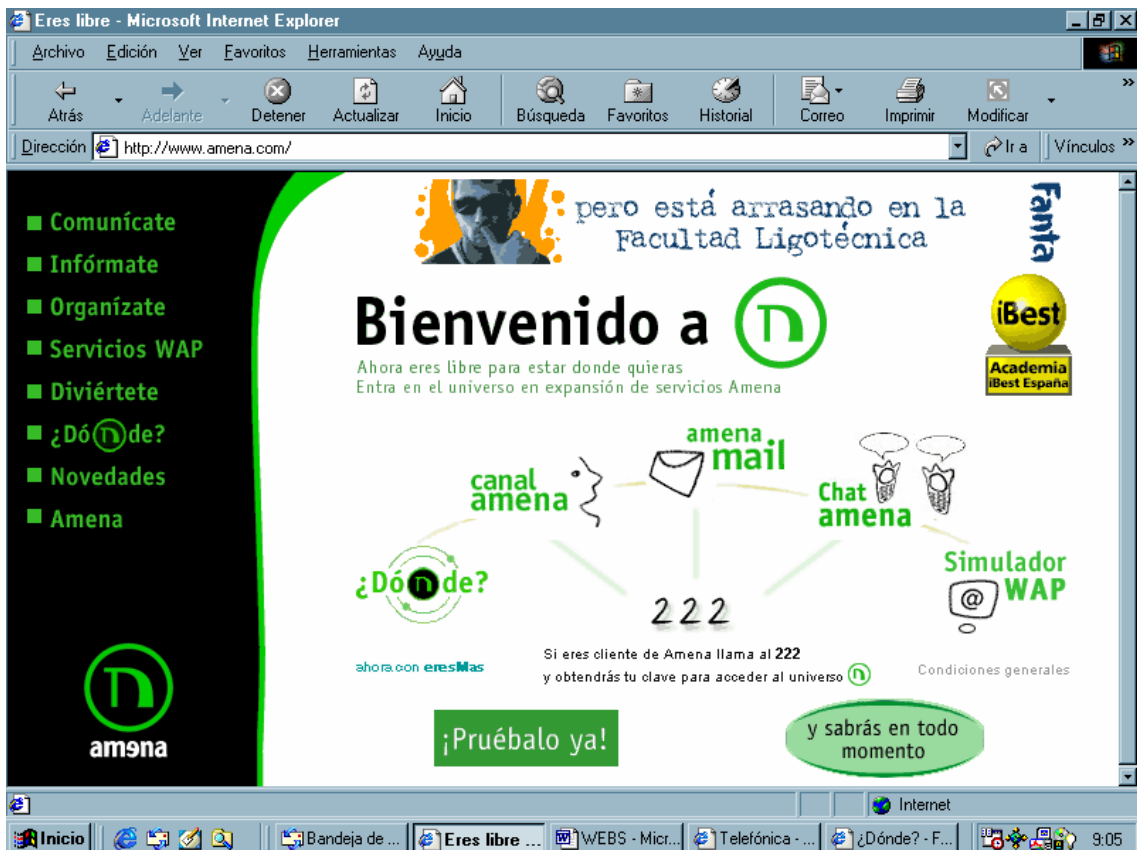 Eres libre - Microsoft Internet Explorer
Archivo Edición Ver Favoritos Herramientas Ayuda
Atrás Adelante Detener Actualizar Inicio Búsqueda Favoritos Historial Correo Imprimir Modificar »
Dirección http://www.amena.com/ Ir a Vínculos »
Comunícate
Infórmate
Organízate
Servicios WAP
Diviértete
¿Dónde?
Novedades
Amena
amena
pero está arrasando en la
Facultad Ligotécnica
Fanta
Bienvenido a n
Ahora eres libre para estar donde quieras
Entra en el universo en expansión de servicios Amena
iBest
Academia
iBest España
canal
amena
amena
mail
Chat
amena
¿Dónde?
Simulador
WAP
@
222
ahora con eresMas
Si eres cliente de Amena llama al 222
y obtendrás tu clave para acceder al universo n
Condiciones generales
¡Pruébalo ya!
y sabrás en todo
momento
Internet
Inicio Bandeja de ... Eres libre ... WEBS - Micr... Telefónica - ... ¿Dónde? - F... 9:05